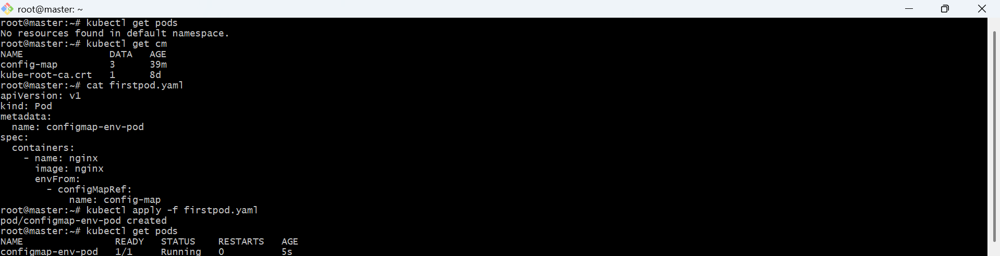 root@master: ~
root@master:~# kubectl get pods
No resources found in default namespace.
root@master:~# kubectl get cm
NAME               DATA   AGE
config-map         3      39m
kube-root-ca.crt   1      8d
root@master:~# cat firstpod.yaml
apiVersion: v1
kind: Pod
metadata:
  name: configmap-env-pod
spec:
  containers:
    - name: nginx
      image: nginx
      envFrom:
        - configMapRef:
            name: config-map
root@master:~# kubectl apply -f firstpod.yaml
pod/configmap-env-pod created
root@master:~# kubectl get pods
NAME                READY   STATUS    RESTARTS   AGE
configmap-env-pod   1/1     Running   0          5s